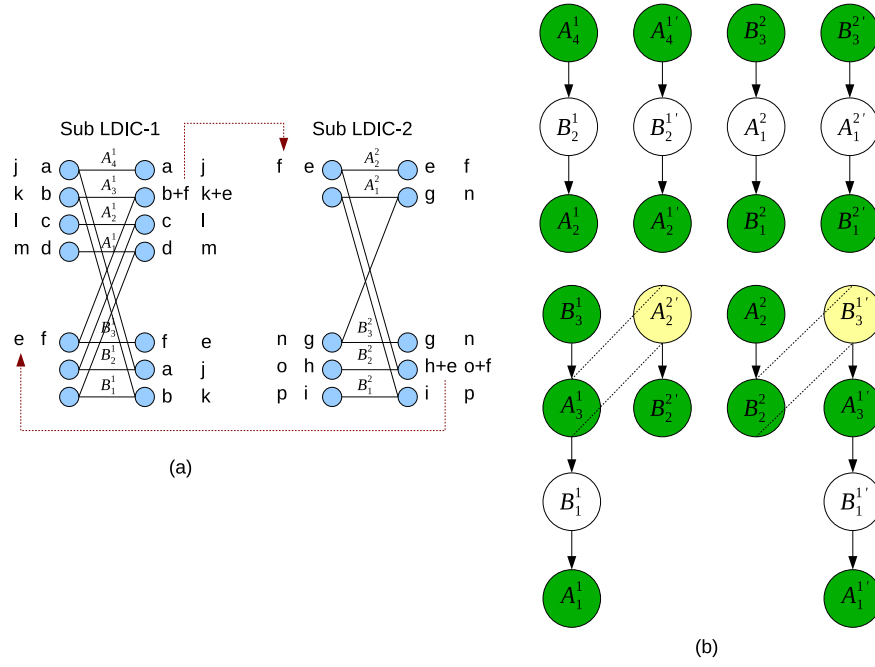 Sub LDIC-1 Sub LDIC-2
j a A_4^1 a j f e A_2^2 e f
k b A_3^1 b+f k+e A_1^2 g n
l c A_2^1 c l
m d A_1^1 d m
e f B_3^1 f e n g B_3^2 g n
B_2^1 a j o h B_2^2 h+e o+f
B_1^1 b k p i B_1^2 i p
(a)
A_4^1 A_4^1' B_3^2 B_3^2'
B_2^1 B_2^1' A_1^2 A_1^2'
A_2^1 A_2^1' B_1^2 B_1^2'
B_3^1 A_2^2' A_2^2 B_3^1'
A_3^1 B_2^2' B_2^2 A_3^1'
B_1^1 B_1^1'
A_1^1 A_1^1'
(b)